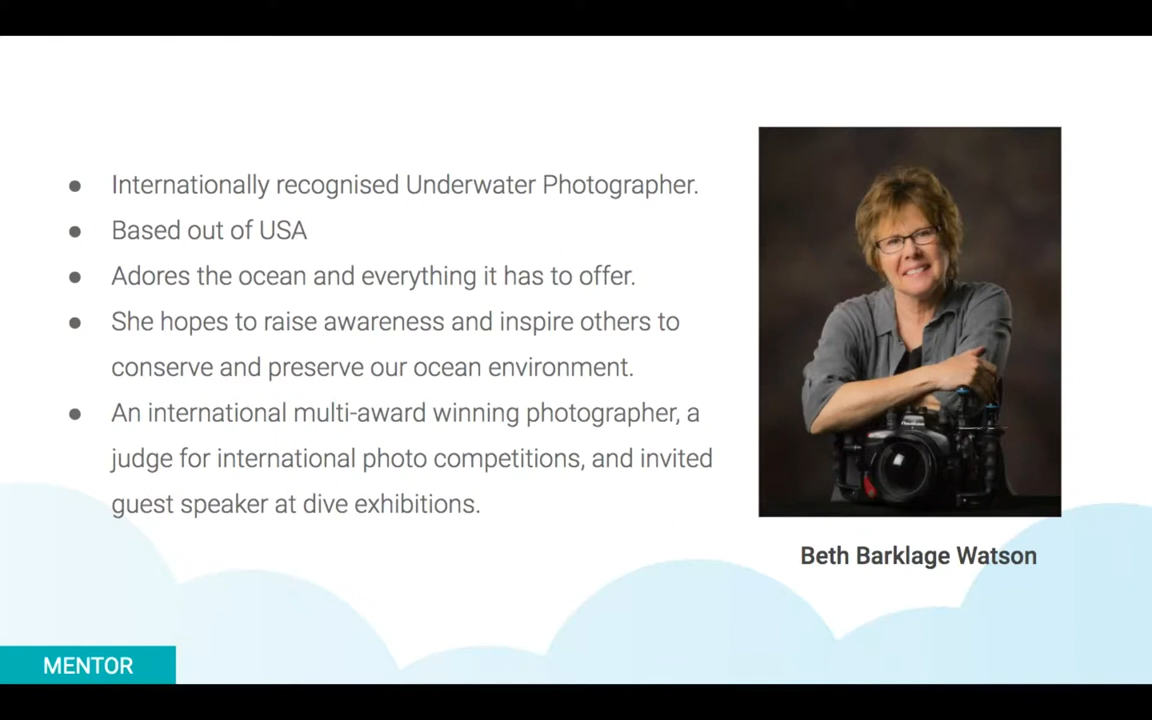 ● Internationally recognised Underwater Photographer.
● Based out of USA
● Adores the ocean and everything it has to offer.
● She hopes to raise awareness and inspire others to
conserve and preserve our ocean environment.
● An international multi-award winning photographer, a
judge for international photo competitions, and invited
guest speaker at dive exhibitions.
Beth Barklage Watson
MENTOR